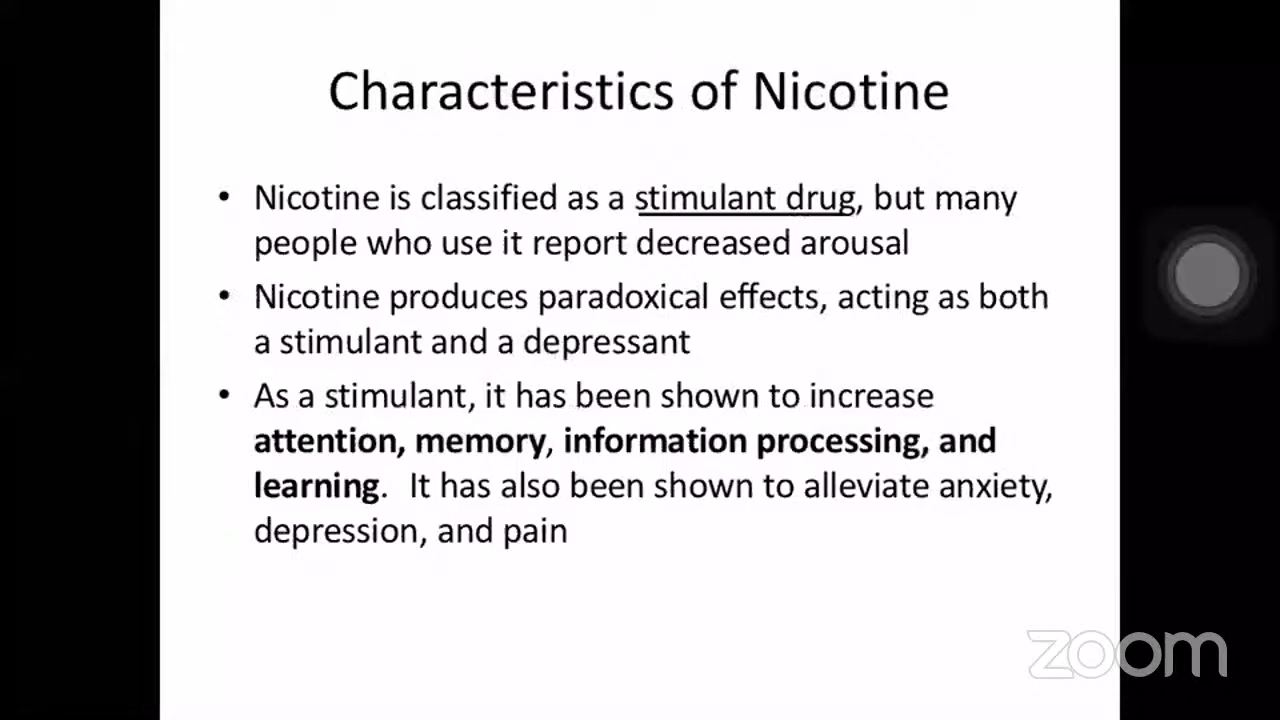 Characteristics of Nicotine
• Nicotine is classified as a stimulant drug, but many
people who use it report decreased arousal
• Nicotine produces paradoxical effects, acting as both
a stimulant and a depressant
• As a stimulant, it has been shown to increase
attention, memory, information processing, and
learning.  It has also been shown to alleviate anxiety,
depression, and pain
zoom